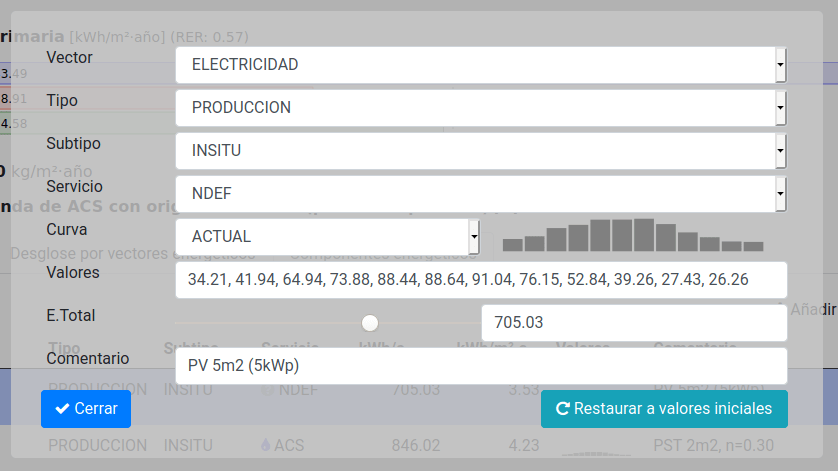 rimaria [kWh/m²·año] (RER: 0.57)
Vector ELECTRICIDAD
3.49
8.91
Tipo PRODUCCION
4.58
Subtipo INSITU
0 kg/m²·año
Servicio NDEF
nda de ACS con orig
Curva ACTUAL
Desglose por vectores energéticos Componentes energéticos
Valores 34.21, 41.94, 64.94, 73.88, 88.44, 88.64, 91.04, 76.15, 52.84, 39.26, 27.43, 26.26
Añadir
E.Total 705.03
Tipo Subtipo Servicio kWh/a kWh/m²·a Valores Comentario
Comentario PV 5m2 (5kWp)
PRODUCCION INSITU NDEF 705.03 3.53 PV 5m2 (5kWp)
Cerrar Restaurar a valores iniciales
PRODUCCION INSITU ACS 846.02 4.23 PST 2m2, n=0.30